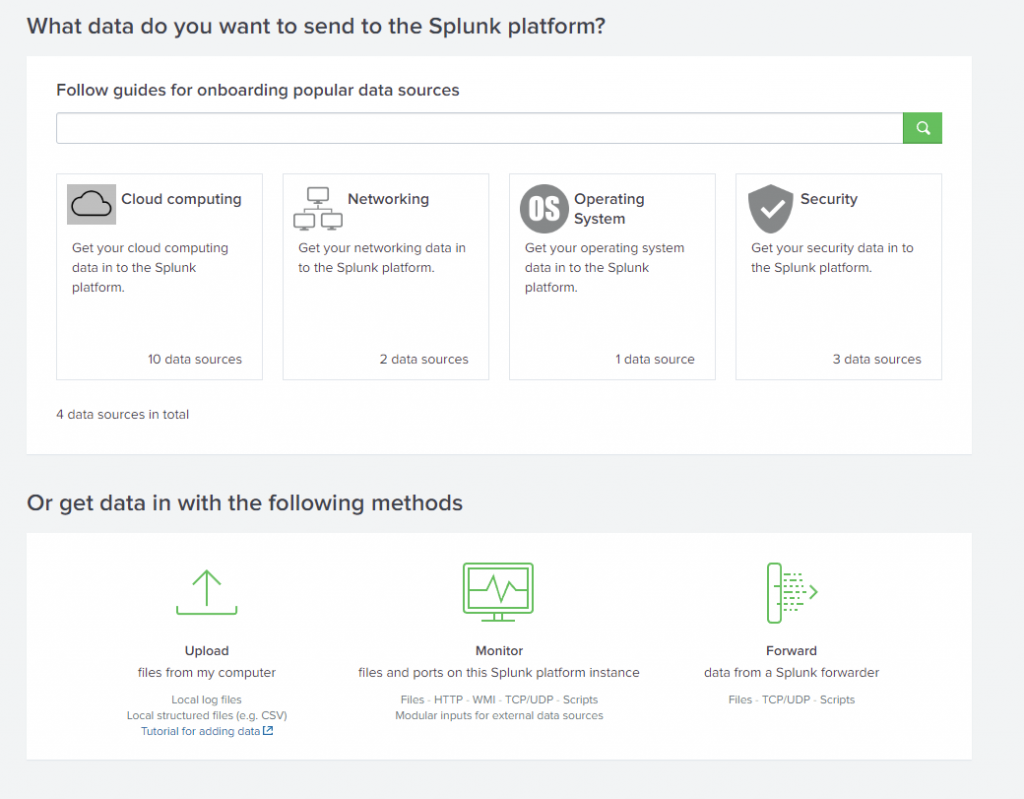 What data do you want to send to the Splunk platform?
Follow guides for onboarding popular data sources
Cloud computing
Get your cloud computing
data in to the Splunk
platform.
10 data sources
Networking
Get your networking data in
to the Splunk platform.
2 data sources
OS
Operating
System
Get your operating system
data in to the Splunk
platform.
1 data source
Security
Get your security data in to
the Splunk platform.
3 data sources
4 data sources in total
Or get data in with the following methods
Upload
files from my computer
Local log files
Local structured files (e.g. CSV)
Tutorial for adding data
Monitor
files and ports on this Splunk platform instance
Files - HTTP - WMI - TCP/UDP - Scripts
Modular inputs for external data sources
Forward
data from a Splunk forwarder
Files - TCP/UDP - Scripts